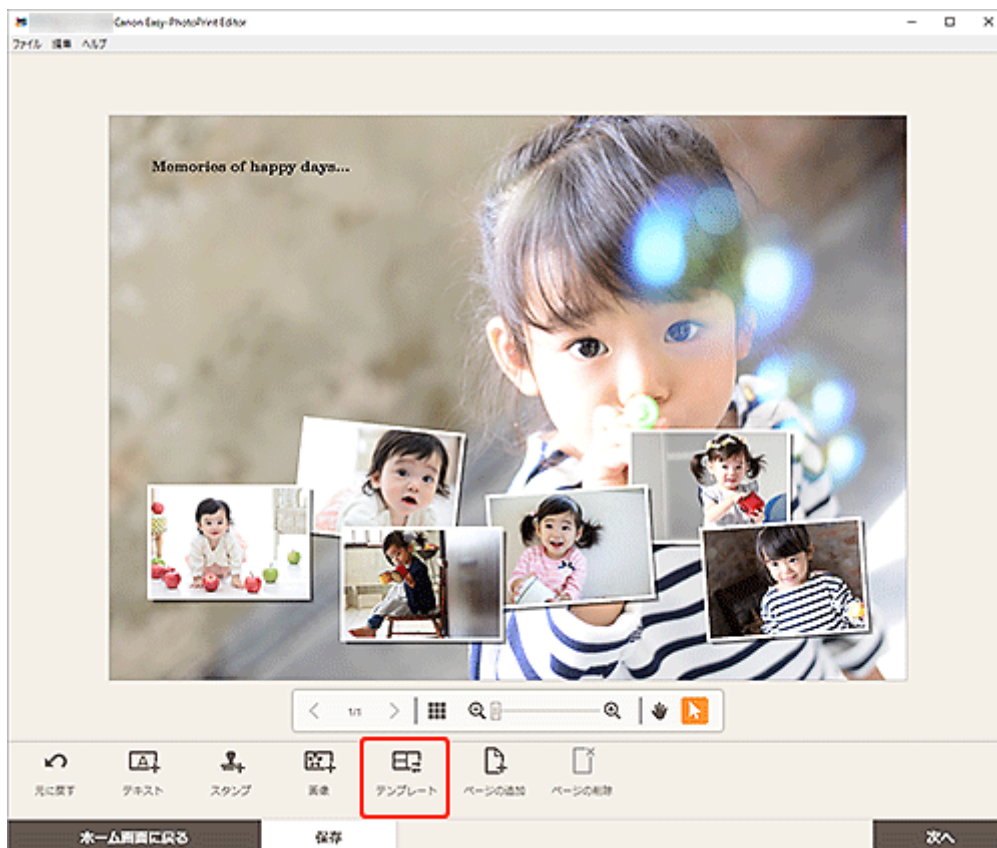 Canon Easy-PhotoPrint Editor
ファイル 編集 ヘルプ
Memories of happy days...
1/1
元に戻す テキスト スタンプ 画像 テンプレート ページの追加 ページの削除
ホーム画面に戻る 保存 次へ